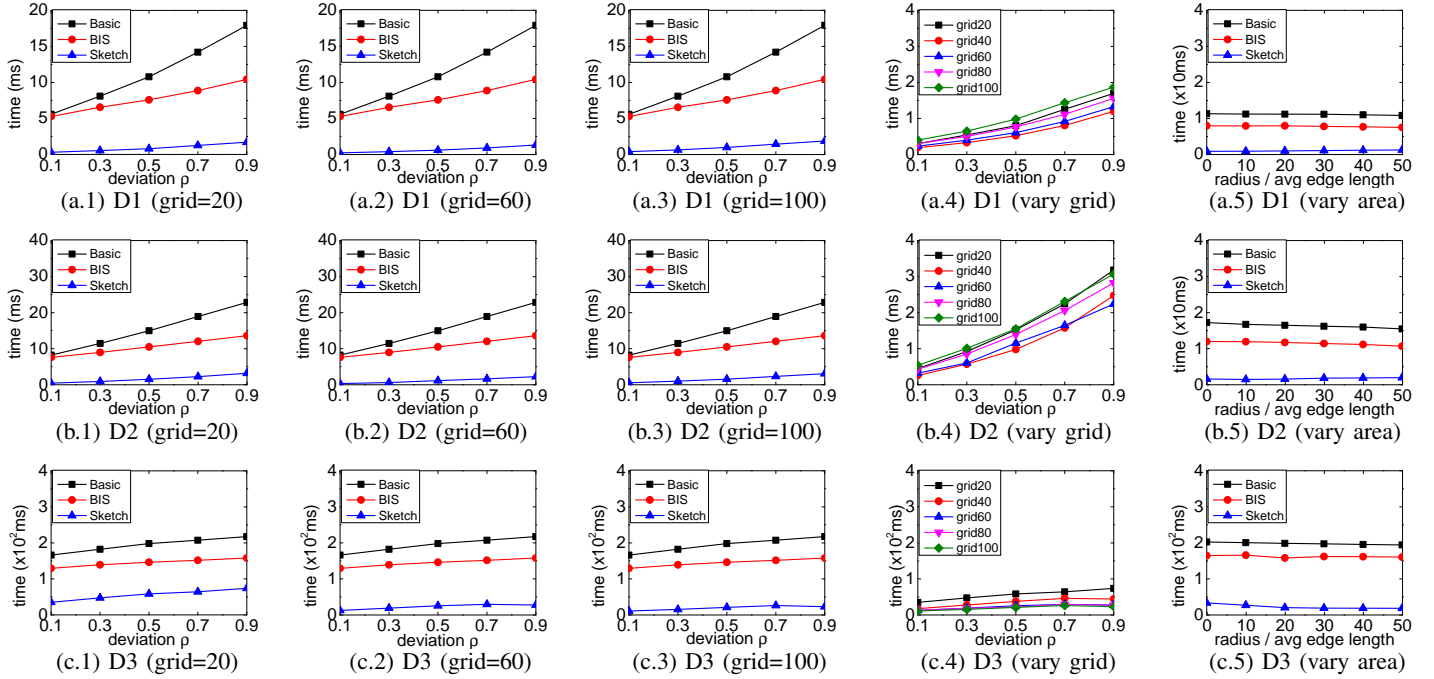 time (ms)
20
15
10
5
0
Basic
BIS
Sketch
0.1 0.3 0.5 0.7 0.9
deviation ρ
(a.1) D1 (grid=20)
time (ms)
20
15
10
5
0
Basic
BIS
Sketch
0.1 0.3 0.5 0.7 0.9
deviation ρ
(a.2) D1 (grid=60)
time (ms)
20
15
10
5
0
Basic
BIS
Sketch
0.1 0.3 0.5 0.7 0.9
deviation ρ
(a.3) D1 (grid=100)
time (ms)
4
3
2
1
0
grid20
grid40
grid60
grid80
grid100
0.1 0.3 0.5 0.7 0.9
deviation ρ
(a.4) D1 (vary grid)
time (x10ms)
4
3
2
1
0
Basic
BIS
Sketch
0 10 20 30 40 50
radius / avg edge length
(a.5) D1 (vary area)
time (ms)
40
30
20
10
0
Basic
BIS
Sketch
0.1 0.3 0.5 0.7 0.9
deviation ρ
(b.1) D2 (grid=20)
time (ms)
40
30
20
10
0
Basic
BIS
Sketch
0.1 0.3 0.5 0.7 0.9
deviation ρ
(b.2) D2 (grid=60)
time (ms)
40
30
20
10
0
Basic
BIS
Sketch
0.1 0.3 0.5 0.7 0.9
deviation ρ
(b.3) D2 (grid=100)
time (ms)
4
3
2
1
0
grid20
grid40
grid60
grid80
grid100
0.1 0.3 0.5 0.7 0.9
deviation ρ
(b.4) D2 (vary grid)
time (x10ms)
4
3
2
1
0
Basic
BIS
Sketch
0 10 20 30 40 50
radius / avg edge length
(b.5) D2 (vary area)
time (x10²ms)
4
3
2
1
0
Basic
BIS
Sketch
0.1 0.3 0.5 0.7 0.9
deviation ρ
(c.1) D3 (grid=20)
time (x10²ms)
4
3
2
1
0
Basic
BIS
Sketch
0.1 0.3 0.5 0.7 0.9
deviation ρ
(c.2) D3 (grid=60)
time (x10²ms)
4
3
2
1
0
Basic
BIS
Sketch
0.1 0.3 0.5 0.7 0.9
deviation ρ
(c.3) D3 (grid=100)
time (x10²ms)
4
3
2
1
0
grid20
grid40
grid60
grid80
grid100
0.1 0.3 0.5 0.7 0.9
deviation ρ
(c.4) D3 (vary grid)
time (x10²ms)
4
3
2
1
0
Basic
BIS
Sketch
0 10 20 30 40 50
radius / avg edge length
(c.5) D3 (vary area)